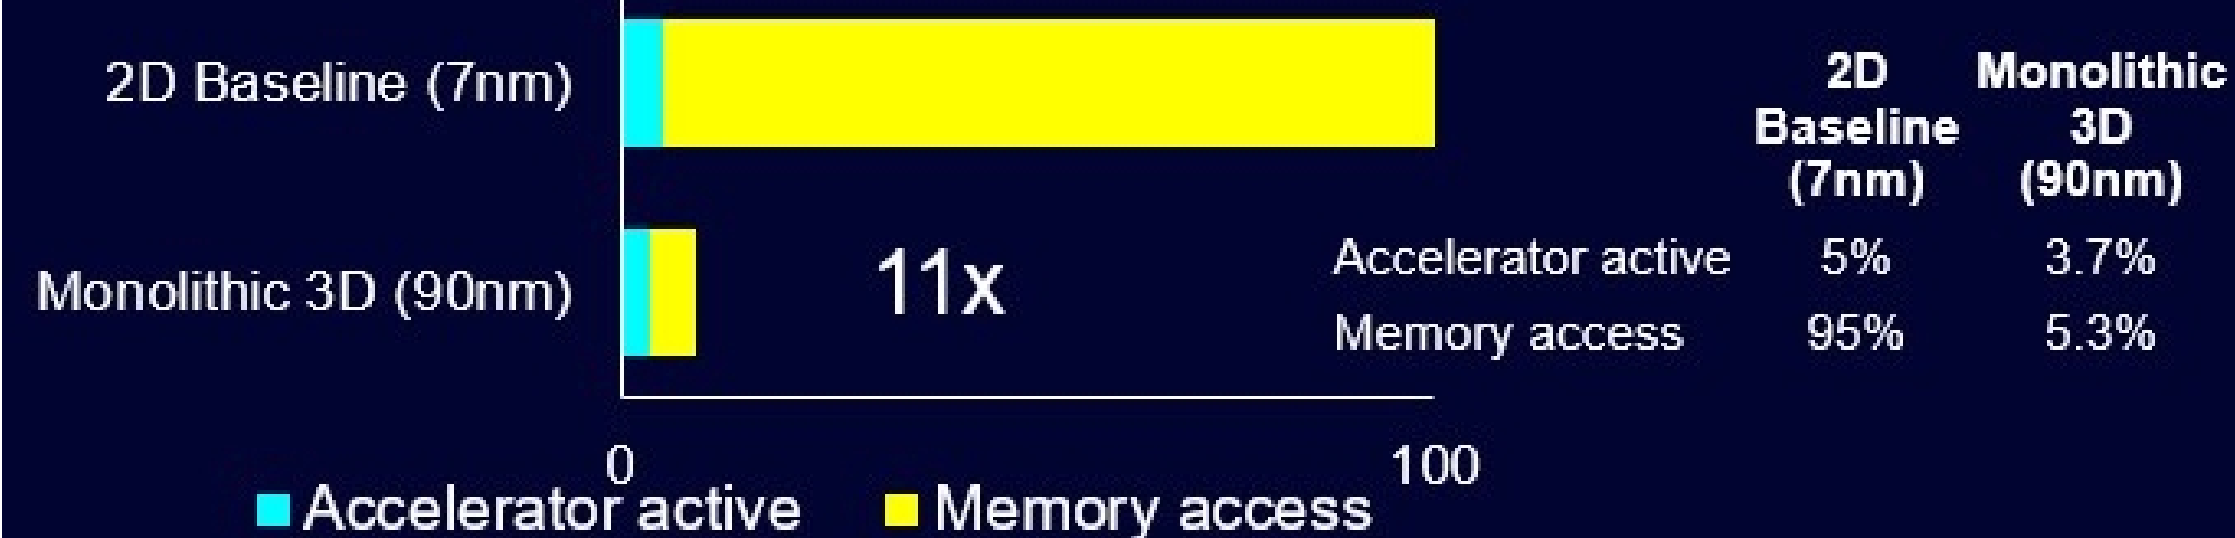 2D Baseline (7nm)
Monolithic 3D (90nm)
11x
0
100
Accelerator active
Memory access
2D
Baseline
(7nm)
Monolithic
3D
(90nm)
Accelerator active 5% 3.7%
Memory access 95% 5.3%